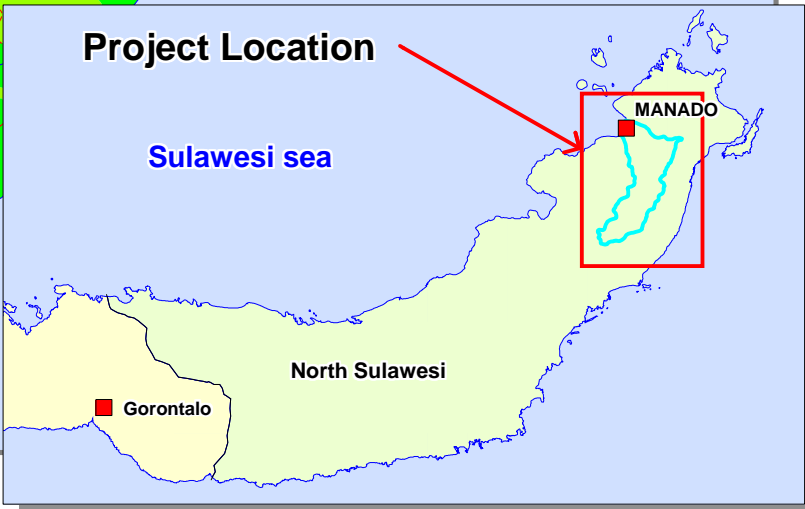 Project Location
MANADO
Sulawesi sea
North Sulawesi
Gorontalo